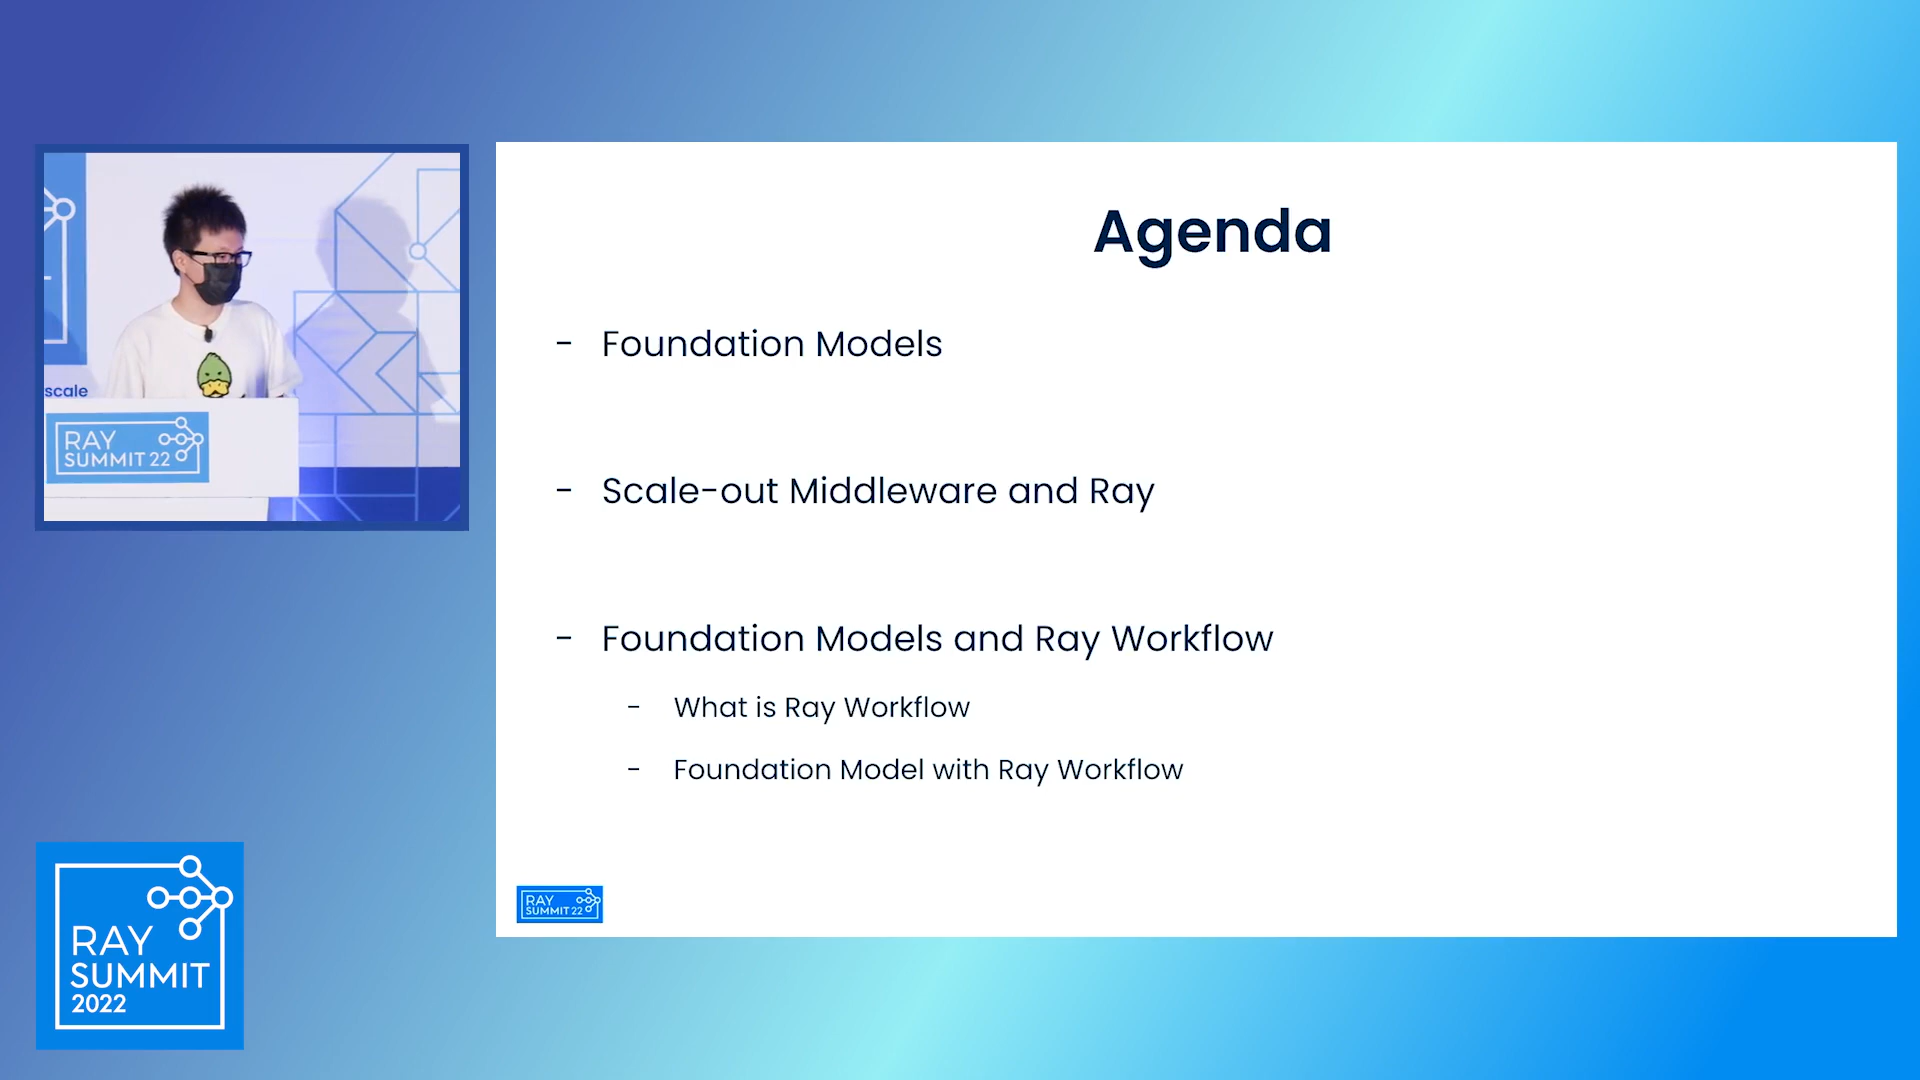 Agenda
- Foundation Models
- Scale-out Middleware and Ray
- Foundation Models and Ray Workflow
- What is Ray Workflow
- Foundation Model with Ray Workflow
RAY
SUMMIT 22
scale
RAY
SUMMIT 22
RAY
SUMMIT
2022